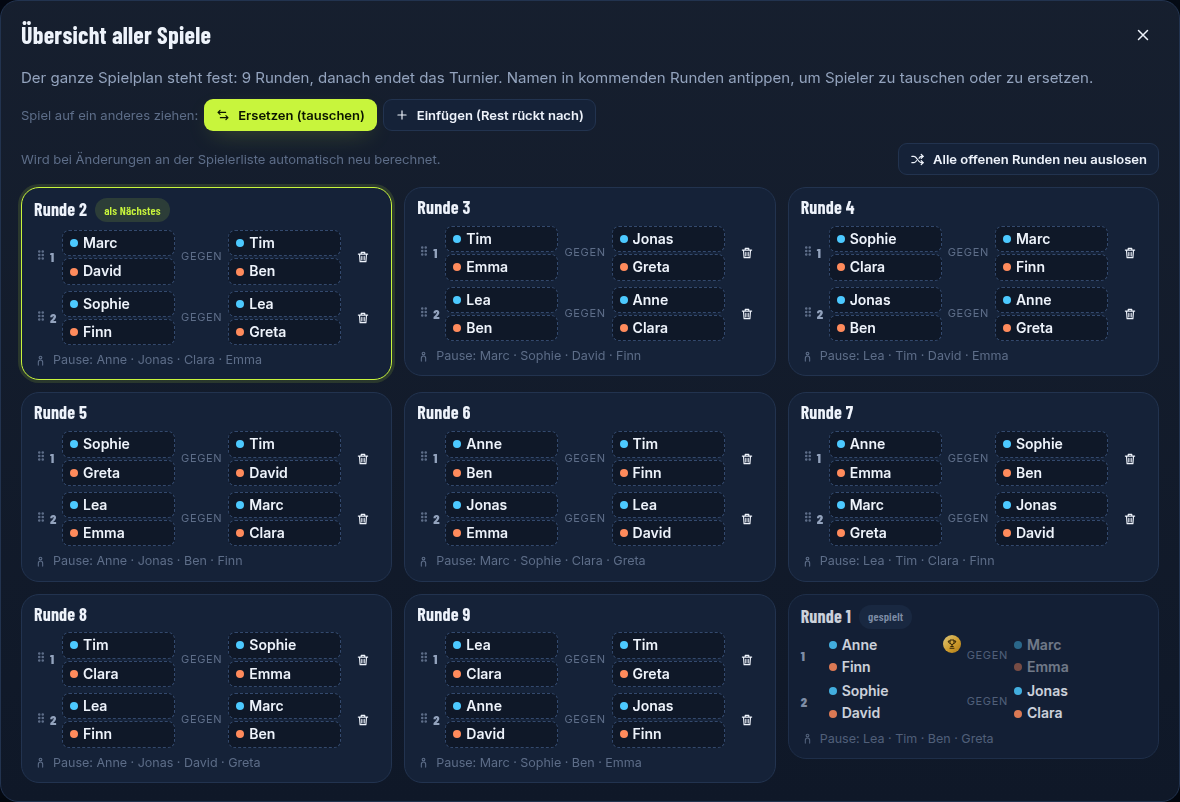 Übersicht aller Spiele
Der ganze Spielplan steht fest: 9 Runden, danach endet das Turnier. Namen in kommenden Runden antippen, um Spieler zu tauschen oder zu ersetzen.
Spiel auf ein anderes ziehen: Ersetzen (tauschen) Einfügen (Rest rückt nach)
Wird bei Änderungen an der Spielerliste automatisch neu berechnet. Alle offenen Runden neu auslosen
Runde 2 als Nächstes
1 Marc GEGEN Tim
David Ben
2 Sophie GEGEN Lea
Finn Greta
Pause: Anne · Jonas · Clara · Emma
Runde 3
1 Tim GEGEN Jonas
Emma Greta
2 Lea GEGEN Anne
Ben Clara
Pause: Marc · Sophie · David · Finn
Runde 4
1 Sophie GEGEN Marc
Clara Finn
2 Jonas GEGEN Anne
Ben Greta
Pause: Lea · Tim · David · Emma
Runde 5
1 Sophie GEGEN Tim
Greta David
2 Lea GEGEN Marc
Emma Clara
Pause: Anne · Jonas · Ben · Finn
Runde 6
1 Anne GEGEN Tim
Ben Finn
2 Jonas GEGEN Lea
Emma David
Pause: Marc · Sophie · Clara · Greta
Runde 7
1 Anne GEGEN Sophie
Emma Ben
2 Marc GEGEN Jonas
Greta David
Pause: Lea · Tim · Clara · Finn
Runde 8
1 Tim GEGEN Sophie
Clara Emma
2 Lea GEGEN Marc
Finn Ben
Pause: Anne · Jonas · David · Greta
Runde 9
1 Lea GEGEN Tim
Clara Greta
2 Anne GEGEN Jonas
David Finn
Pause: Marc · Sophie · Ben · Emma
Runde 1 gespielt
1 Anne GEGEN Marc
Finn Emma
2 Sophie GEGEN Jonas
David Clara
Pause: Lea · Tim · Ben · Greta